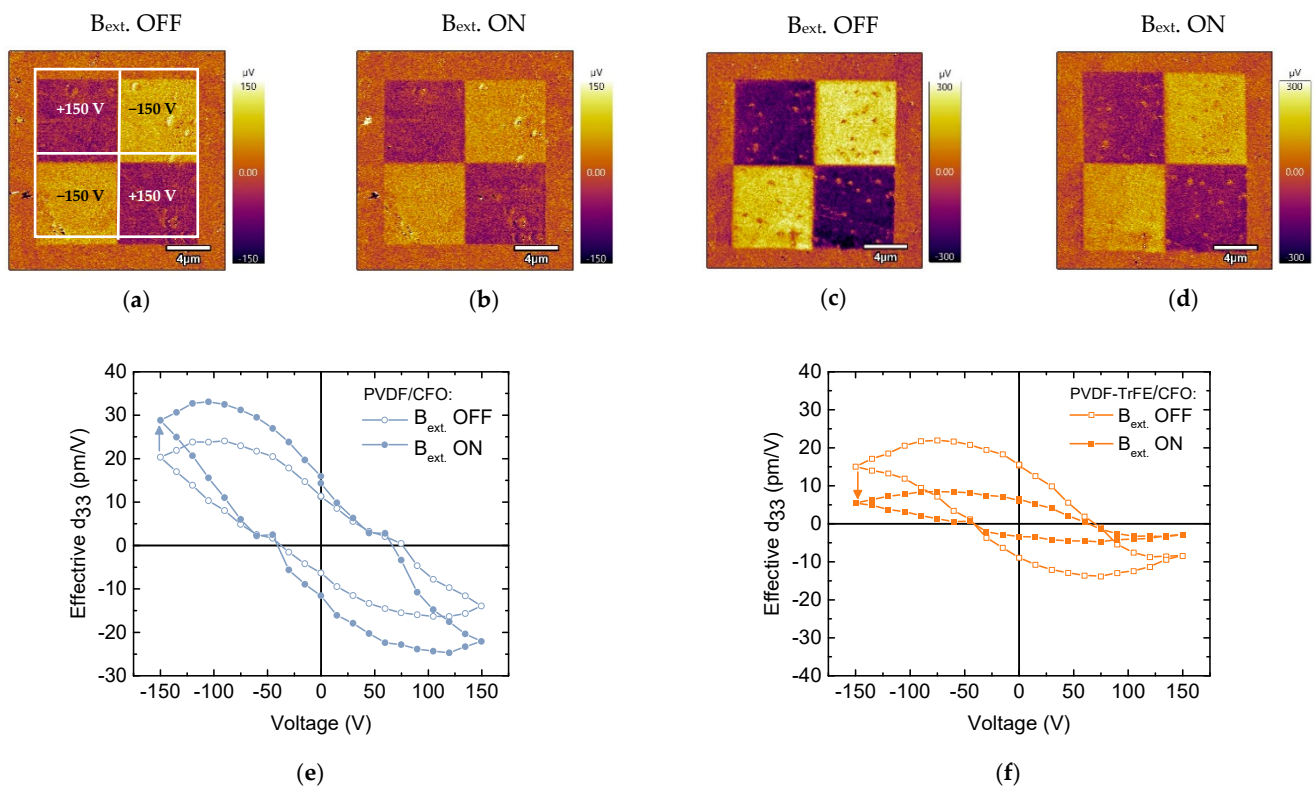 Bext. OFF
Bext. ON
Bext. OFF
Bext. ON
µV
150
0.00
-150
+150 V
−150 V
−150 V
+150 V
4µm
(a)
µV
150
0.00
-150
4µm
(b)
µV
300
0.00
-300
4µm
(c)
µV
300
0.00
300
4µm
(d)
40
30
20
10
0
-10
-20
-30
Effectrive d33 (pm/V)
PVDF/CFO:
Bext. OFF
Bext. ON
-150 -100 -50 0 50 100 150
Voltage (V)
(e)
40
30
20
10
0
-10
-20
-30
-40
Effective d33 (pm/V)
PVDF-TrFE/CFO:
Bext. OFF
Bext. ON
-150 -100 -50 0 50 100 150
Voltage (V)
(f)